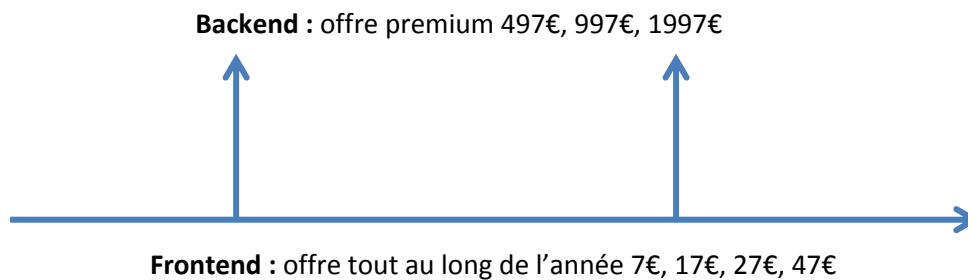 Backend : offre premium 497€, 997€, 1997€
Frontend : offre tout au long de l’année 7€, 17€, 27€, 47€